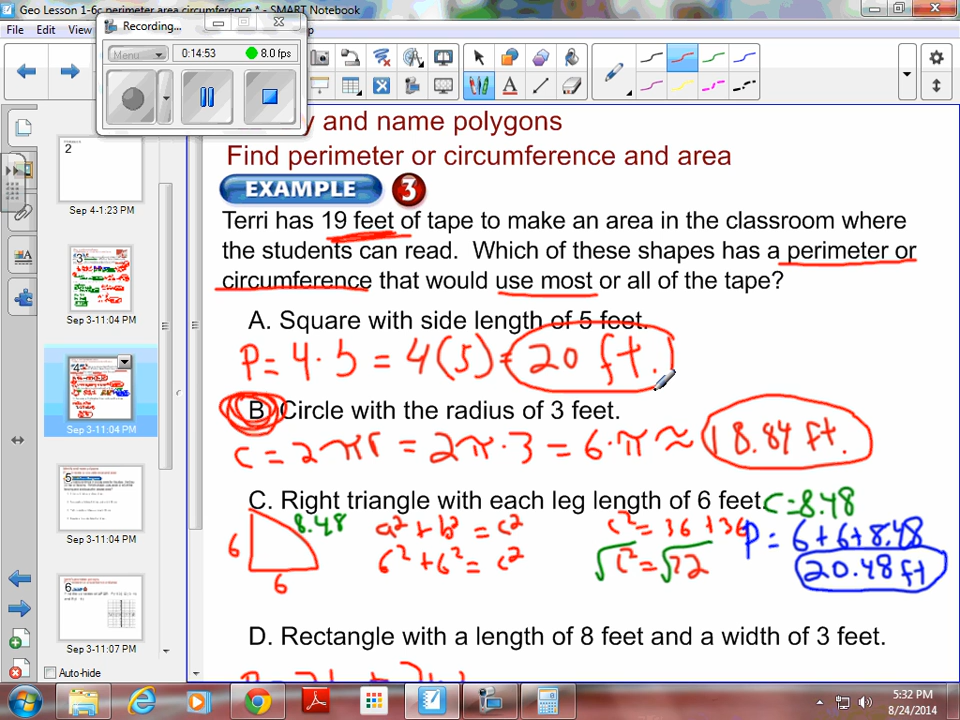 Geo Lesson 1-6c perimeter area circumference * - SMART Notebook
File Edit View
Recording...
Menu 0:14:53 8.0 fps
2
Sep 4-1:23 PM
3
Sep 3-11:04 PM
4
Sep 3-11:04 PM
5
Sep 3-11:04 PM
6
Sep 3-11:07 PM
Auto-hide
y and name polygons
Find perimeter or circumference and area
EXAMPLE 3
Terri has 19 feet of tape to make an area in the classroom where
the students can read. Which of these shapes has a perimeter or
circumference that would use most or all of the tape?
A. Square with side length of 5 feet.
P = 4 · b = 4(5) = 20 ft.
B. Circle with the radius of 3 feet.
C = 2πr = 2π·3 = 6·π ≈ 18.84 ft.
C. Right triangle with each leg length of 6 feet.
C = 8.48
6
8.48
6
a² + b² = c²
6² + 6² = c²
c² = 36 + 36
√c² = √72
P = 6+6+8.48
20.48 ft
D. Rectangle with a length of 8 feet and a width of 3 feet.
5:32 PM
8/24/2014